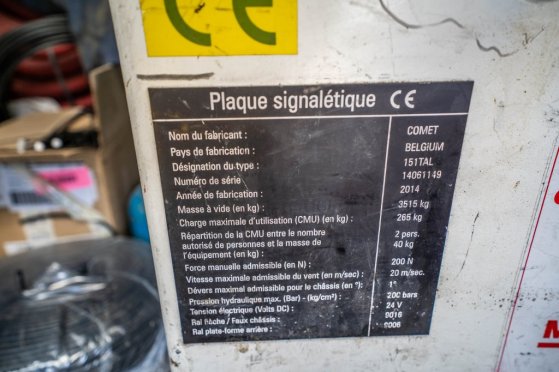 CE
Plaque signalétique CE
Nom du fabricant : COMET
Pays de fabrication : BELGIUM
Désignation du type : 151TAL
Numéro de série 14061149
Année de fabrication : 2014
Masse à vide (en kg) : 3515 kg
Charge maximale d'utilisation (CMU) (en kg) : 265 kg
Répartition de la CMU entre le nombre 2 pers.
autorisé de personnes et la masse de 40 kg
l'équipement (en kg) :
Force manuelle admissible (en N) : 200 N
Vitesse maximale admissible du vent (en m/sec) : 20 m/sec.
Dévers maximal admissible pour le châssis (en °) : 1°
Pression hydraulique max. (Bar) - (kg/cm²) : 200 bars
Tension électrique (Volts DC) : 24 V
Ral flèche / Faux châssis : 9016
Ral plate-forme arrière : 9006